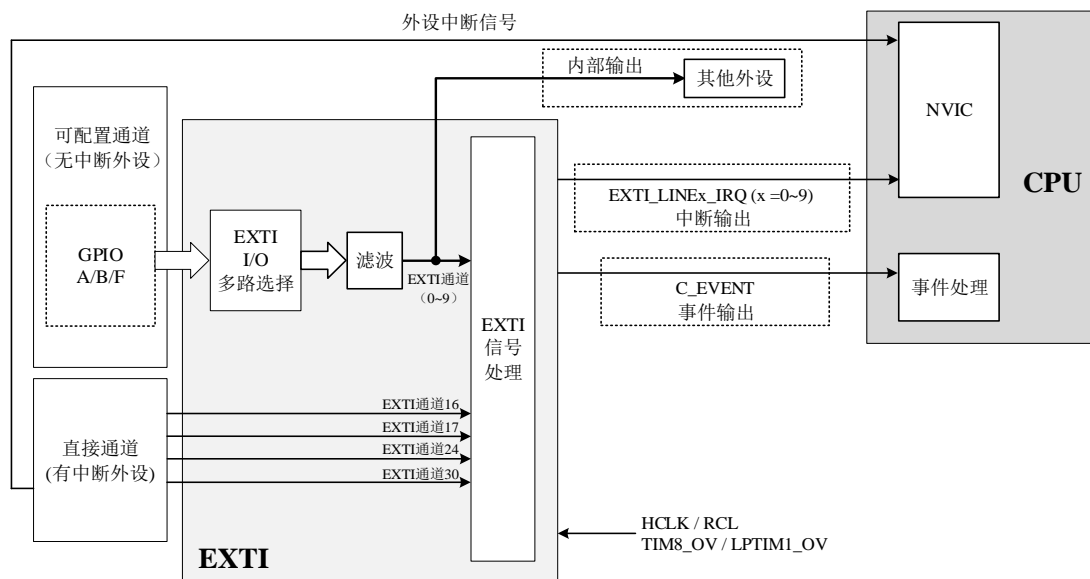 外设中断信号
内部输出
其他外设
NVIC
CPU
可配置通道
（无中断外设）
GPIO
A/B/F
EXTI
I/O
多路选择
滤波
EXTI通道
（0~9）
EXTI
信号
处理
EXTI_LINEx_IRQ (x =0~9)
中断输出
C_EVENT
事件输出
事件处理
直接通道
(有中断外设)
EXTI通道16
EXTI通道17
EXTI通道24
EXTI通道30
HCLK / RCL
TIM8_OV / LPTIM1_OV
EXTI